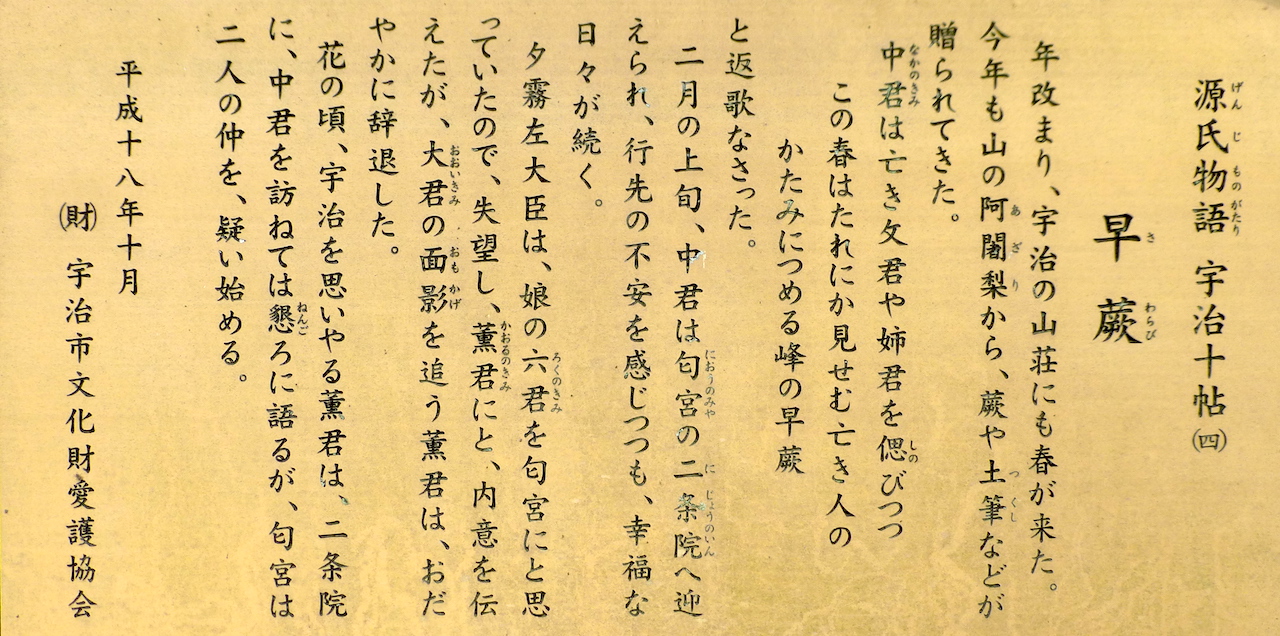 源氏物語 宇治十帖(四)
早蕨
年改まり、宇治の山荘にも春が来た。
今年も山の阿闍梨から、蕨や土筆などが
贈られてきた。
中君は亡き父君や姉君を偲びつつ
この春はたれにか見せむ亡き人の
かたみにつめる峰の早蕨
と返歌なさった。
二月の上旬、中君は匂宮の二条院へ迎
えられ、行先の不安を感じつつも、幸福な
日々が続く。
夕霧左大臣は、娘の六君を匂宮にと思
っていたので、失望し、薫君にと、内意を伝
えたが、大君の面影を追う薫君は、おだ
やかに辞退した。
花の頃、宇治を思いやる薫君は、二条院
に、中君を訪ねては懇ろに語るが、匂宮は
二人の仲を、疑い始める。
平成十八年十月
(財) 宇治市文化財愛護協会